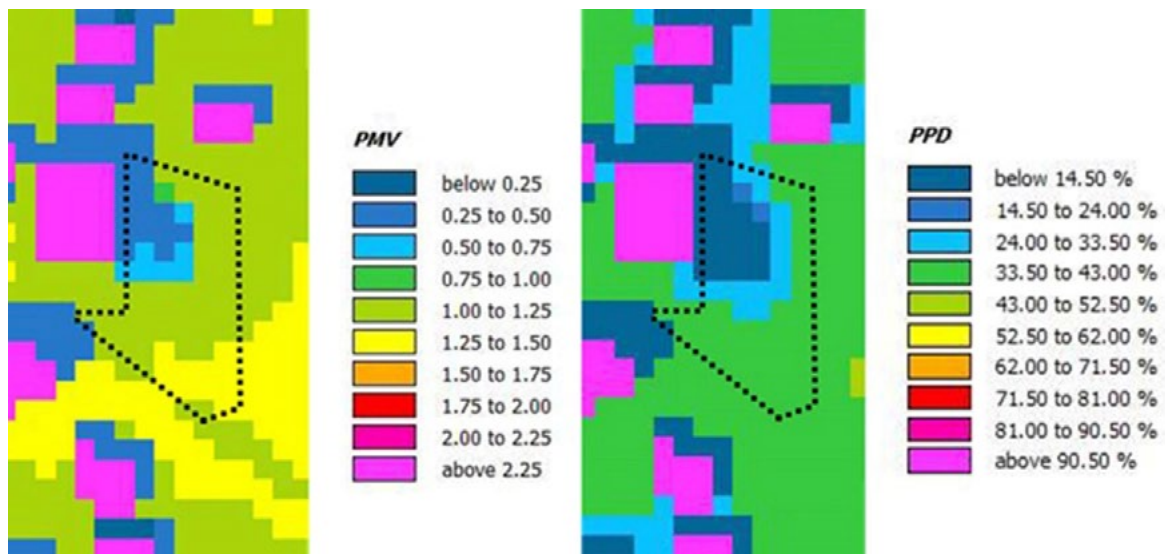 PMV
below 0.25
0.25 to 0.50
0.50 to 0.75
0.75 to 1.00
1.00 to 1.25
1.25 to 1.50
1.50 to 1.75
1.75 to 2.00
2.00 to 2.25
above 2.25
PPD
below 14.50 %
14.50 to 24.00 %
24.00 to 33.50 %
33.50 to 43.00 %
43.00 to 52.50 %
52.50 to 62.00 %
62.00 to 71.50 %
71.50 to 81.00 %
81.00 to 90.50 %
above 90.50 %